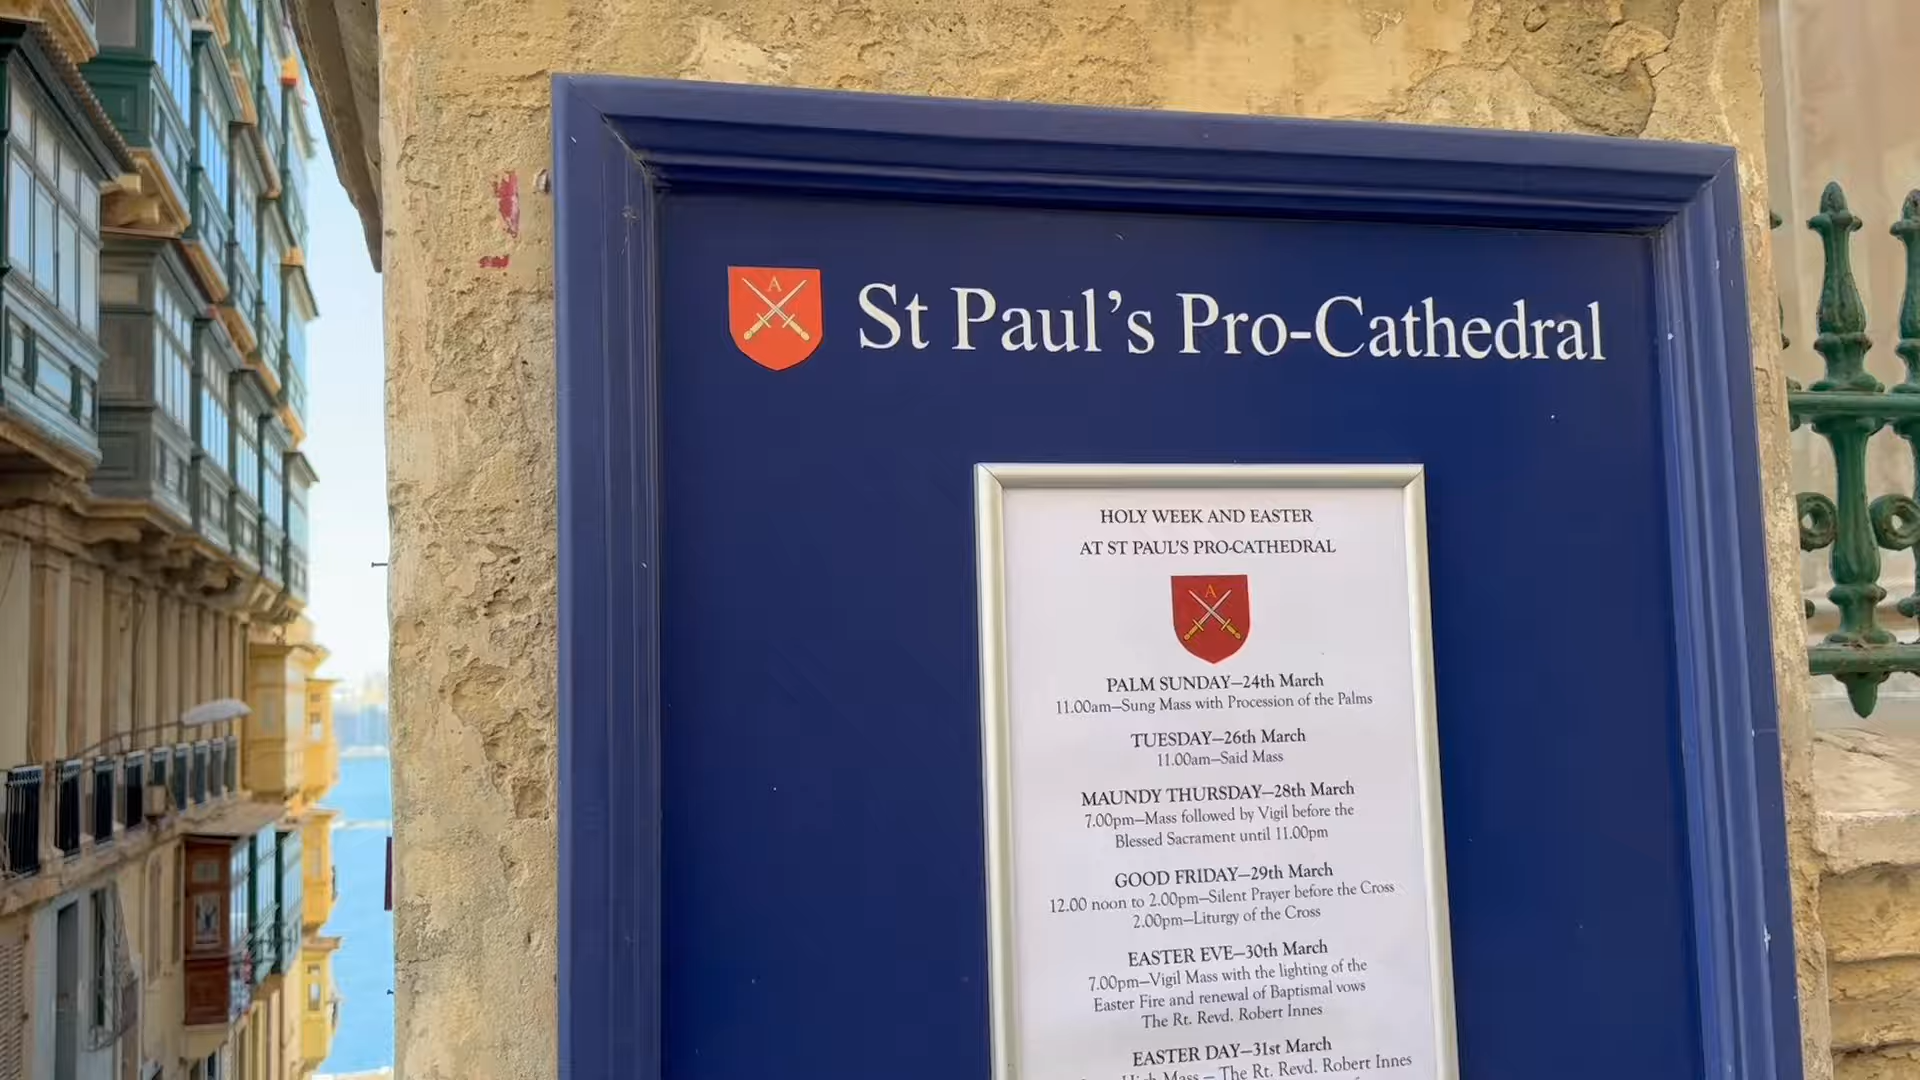 A
St Paul's Pro-Cathedral
HOLY WEEK AND EASTER
AT ST PAUL'S PRO-CATHEDRAL
A
PALM SUNDAY—24th March
11.00am—Sung Mass with Procession of the Palms
TUESDAY—26th March
11.00am—Said Mass
MAUNDY THURSDAY—28th March
7.00pm—Mass followed by Vigil before the
Blessed Sacrament until 11.00pm
GOOD FRIDAY—29th March
12.00 noon to 2.00pm—Silent Prayer before the Cross
2.00pm—Liturgy of the Cross
EASTER EVE—30th March
7.00pm—Vigil Mass with the lighting of the
Easter Fire and renewal of Baptismal vows
The Rt. Revd. Robert Innes
EASTER DAY—31st March
High Mass – The Rt. Revd. Robert Innes